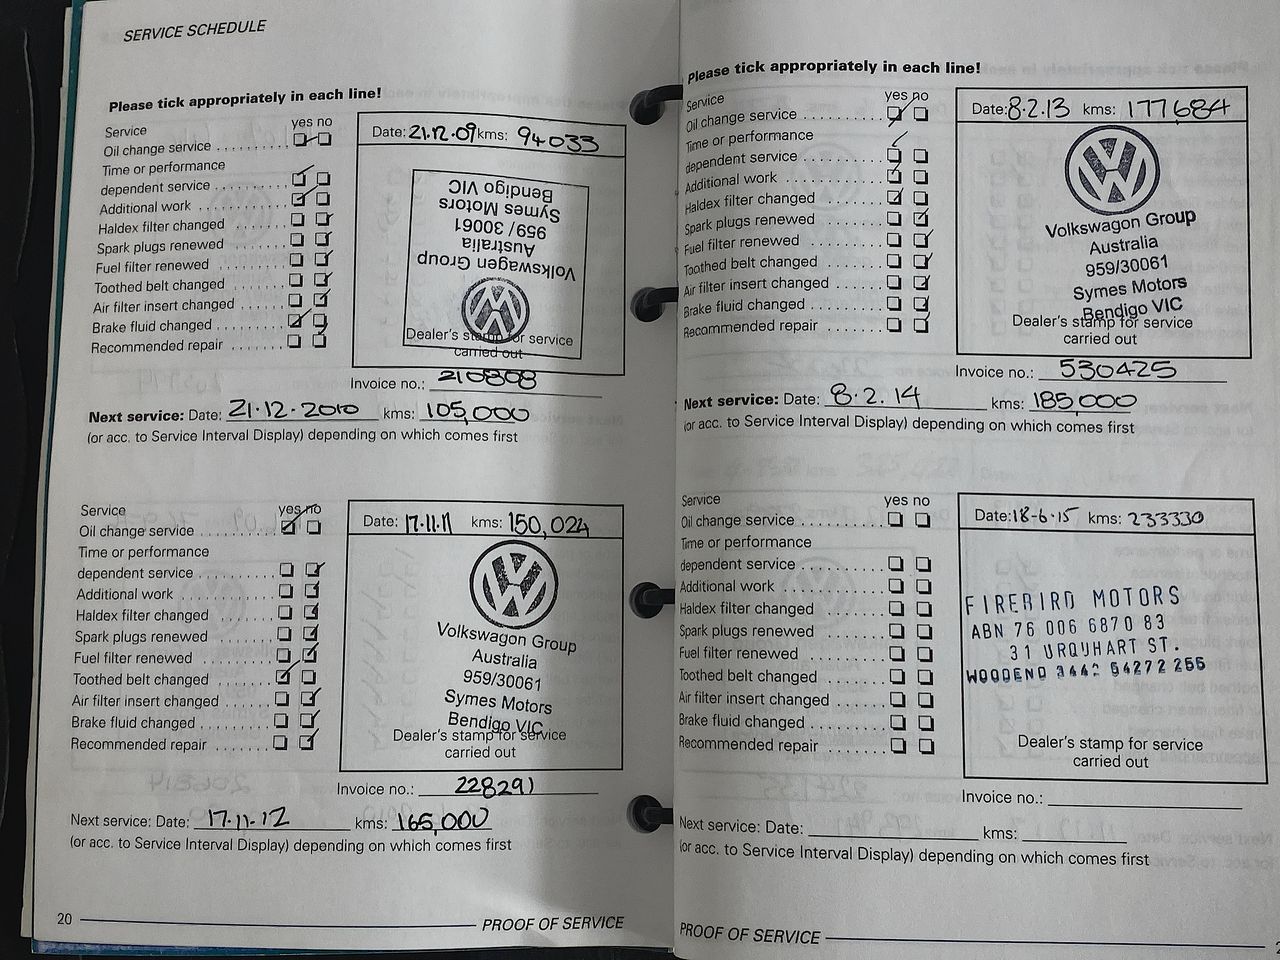 SERVICE SCHEDULE
Please tick appropriately in each line!
Service yes no
Oil change service
Time or performance
dependent service
Additional work
Haldex filter changed
Spark plugs renewed
Fuel filter renewed
Toothed belt changed
Air filter insert changed
Brake fluid changed
Recommended repair
Date: 21.12.09 kms: 94033
Volkswagen Group
Australia
959/30061
Symes Motors
Bendigo VIC
Dealer's stamp for service
carried out
Invoice no.: 210808
Next service: Date: 21.12.2010 kms: 105,000
(or acc. to Service Interval Display) depending on which comes first
Service yes no
Oil change service
Time or performance
dependent service
Additional work
Haldex filter changed
Spark plugs renewed
Fuel filter renewed
Toothed belt changed
Air filter insert changed
Brake fluid changed
Recommended repair
Date: 17.11.11 kms: 150,024
Volkswagon Group
Australia
959/30061
Symes Motors
Bendigo VIC
Dealer's stamp for service
carried out
Invoice no.: 228291
Next service: Date: 17.11.12 kms: 165,000
(or acc. to Service Interval Display) depending on which comes first
20 PROOF OF SERVICE
Please tick appropriately in each line!
Service yes no
Oil change service
Time or performance
dependent service
Additional work
Haldex filter changed
Spark plugs renewed
Fuel filter renewed
Toothed belt changed
Air filter insert changed
Brake fluid changed
Recommended repair
Date: 8.2.13 kms: 177,684
Volkswagon Group
Australia
959/30061
Symes Motors
Bendigo VIC
Dealer's stamp for service
carried out
Invoice no.: 530425
Next service: Date: 8.2.14 kms: 185,000
(or acc. to Service Interval Display) depending on which comes first
Service yes no
Oil change service
Time or performance
dependent service
Additional work
Haldex filter changed
Spark plugs renewed
Fuel filter renewed
Toothed belt changed
Air filter insert changed
Brake fluid changed
Recommended repair
Date: 18-6-15 kms: 233330
FIREBIRD MOTORS
ABN 76 006 6870 83
31 URQUHART ST.
WOODEND 3442 54272 255
Dealer's stamp for service
carried out
Invoice no.:
Next service: Date: kms:
(or acc. to Service Interval Display) depending on which comes first
PROOF OF SERVICE